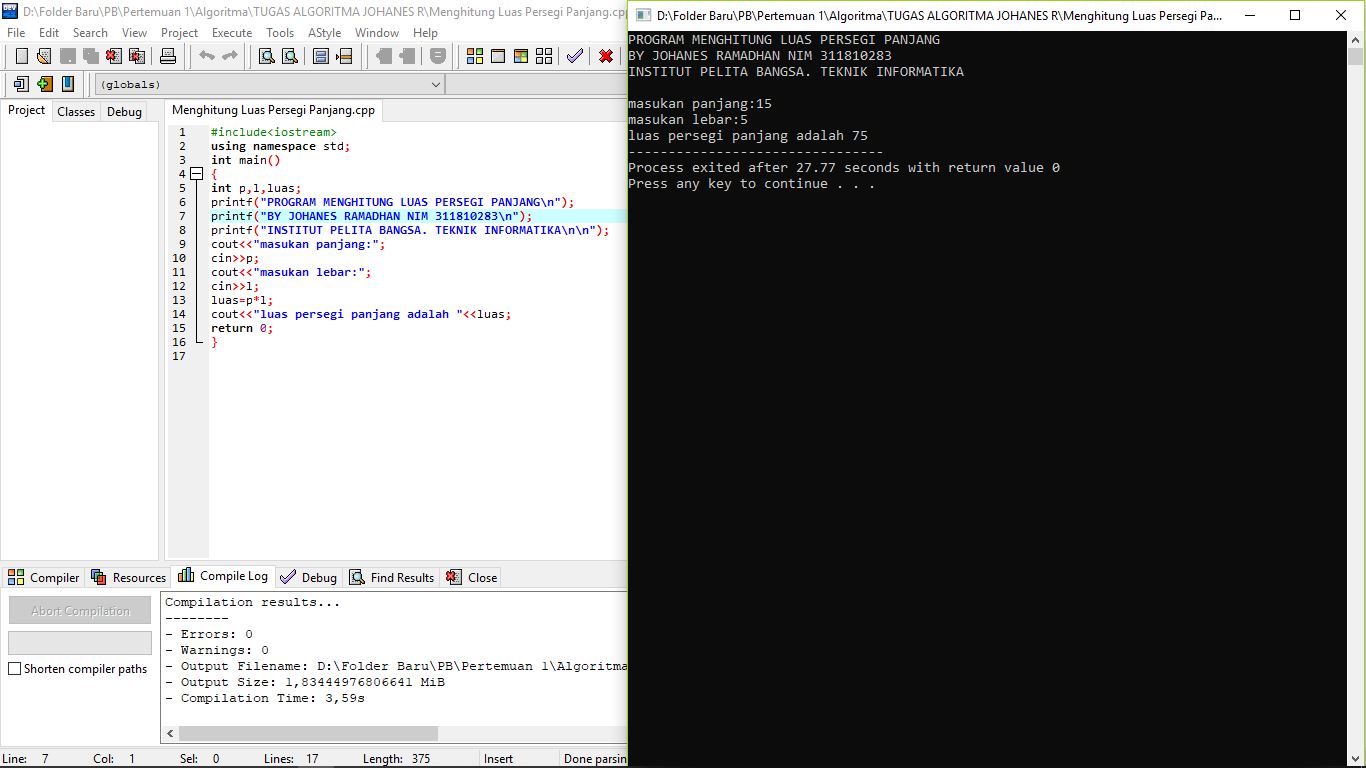 D:\Folder Baru\PB\Pertemuan 1\Algoritma\TUGAS ALGORITMA JOHANES R\Menghitung Luas Persegi Panjang.cpp
File Edit Search View Project Execute Tools AStyle Window Help
(globals)
Project Classes Debug
Menghitung Luas Persegi Panjang.cpp
1 #include<iostream>
2 using namespace std;
3 int main()
4 {
5 int p,l,luas;
6 printf("PROGRAM MENGHITUNG LUAS PERSEGI PANJANG\n");
7 printf("BY JOHANES RAMADHAN NIM 311810283\n");
8 printf("INSTITUT PELITA BANGSA. TEKNIK INFORMATIKA\n\n");
9 cout<<"masukan panjang:";
10 cin>>p;
11 cout<<"masukan lebar:";
12 cin>>l;
13 luas=p*l;
14 cout<<"luas persegi panjang adalah "<<luas;
15 return 0;
16 }
17
Compiler Resources Compile Log Debug Find Results Close
Abort Compilation
Shorten compiler paths
Compilation results...
--------
- Errors: 0
- Warnings: 0
- Output Filename: D:\Folder Baru\PB\Pertemuan 1\Algoritma
- Output Size: 1,83444976806641 MiB
- Compilation Time: 3,59s
Line: 7 Col: 1 Sel: 0 Lines: 17 Length: 375 Insert Done parsin
D:\Folder Baru\PB\Pertemuan 1\Algoritma\TUGAS ALGORITMA JOHANES R\Menghitung Luas Persegi Pa...
PROGRAM MENGHITUNG LUAS PERSEGI PANJANG
BY JOHANES RAMADHAN NIM 311810283
INSTITUT PELITA BANGSA. TEKNIK INFORMATIKA
masukan panjang:15
masukan lebar:5
luas persegi panjang adalah 75
--------------------------------
Process exited after 27.77 seconds with return value 0
Press any key to continue . . .